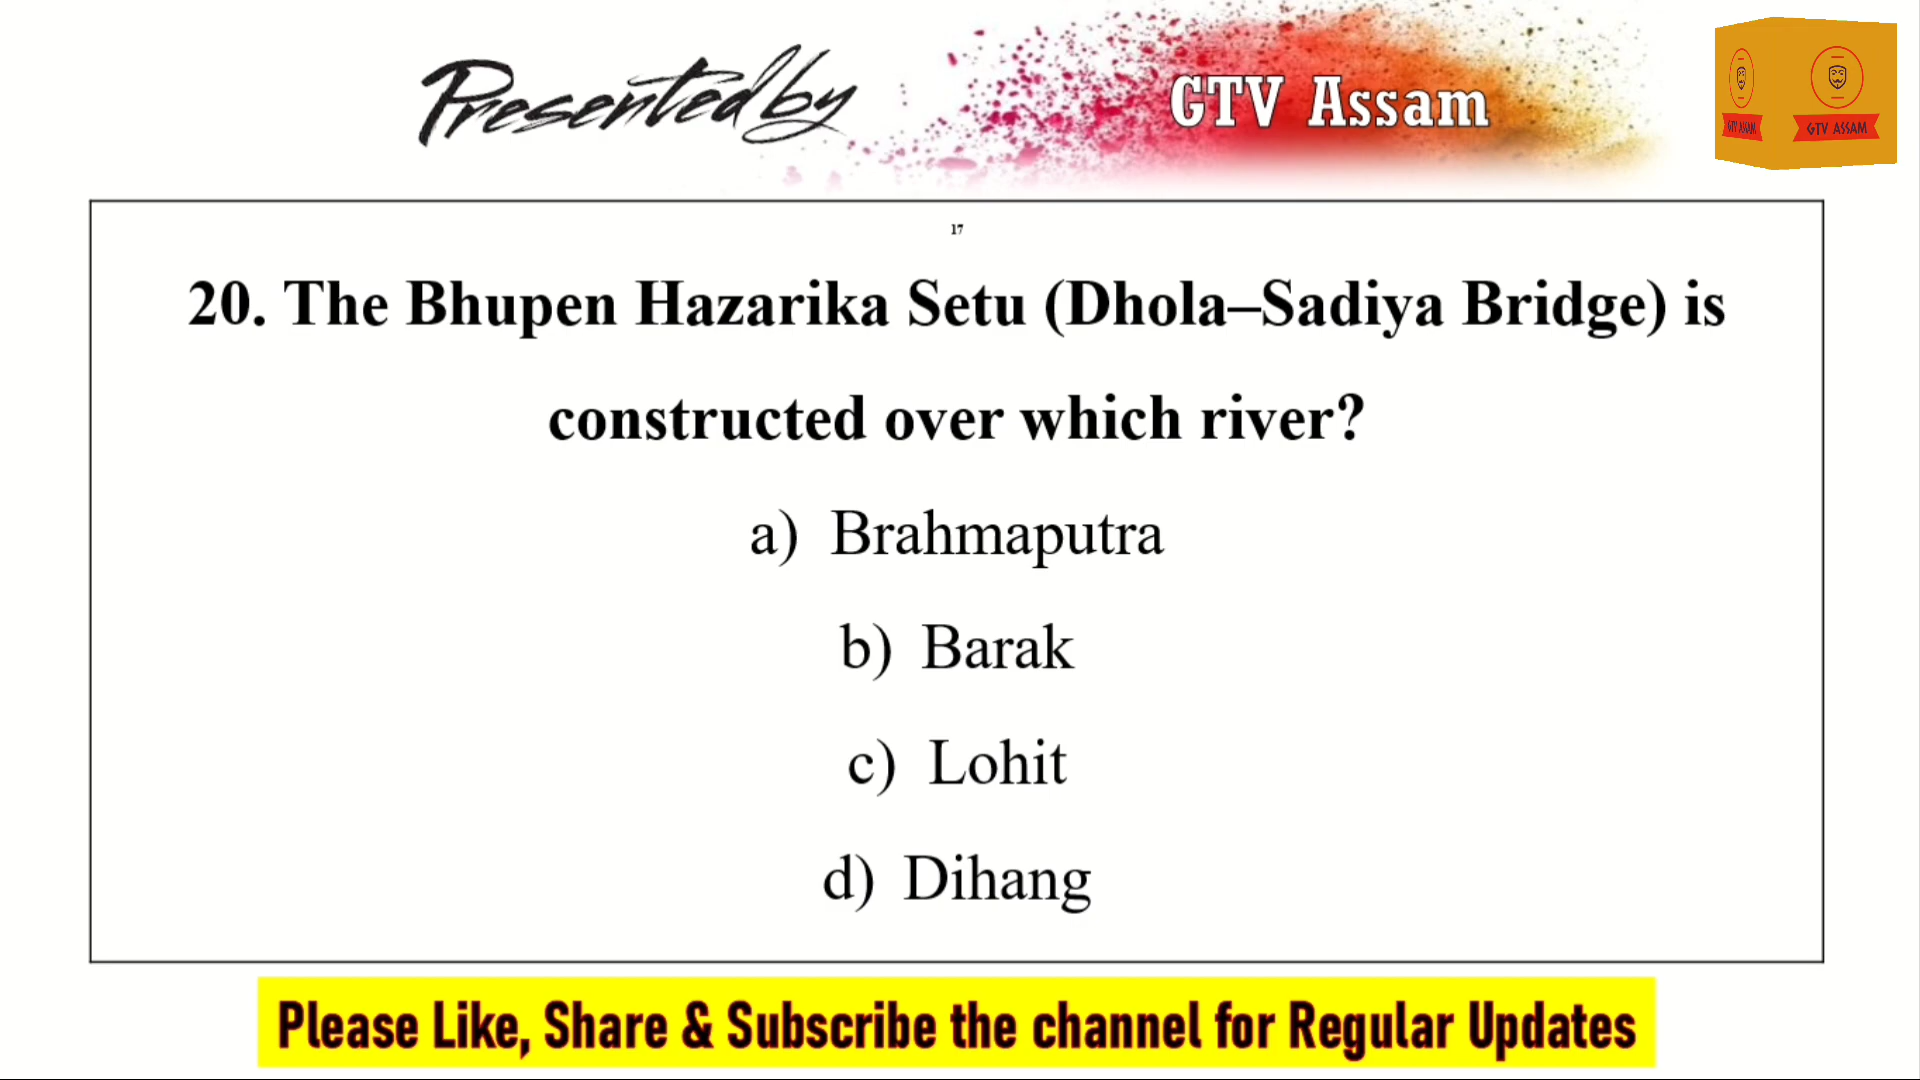 Presented by
GTV Assam
GTV ASSAM
GTV ASSAM
17
20. The Bhupen Hazarika Setu (Dhola–Sadiya Bridge) is
constructed over which river?
a) Brahmaputra
b) Barak
c) Lohit
d) Dihang
Please Like, Share & Subscribe the channel for Regular Updates